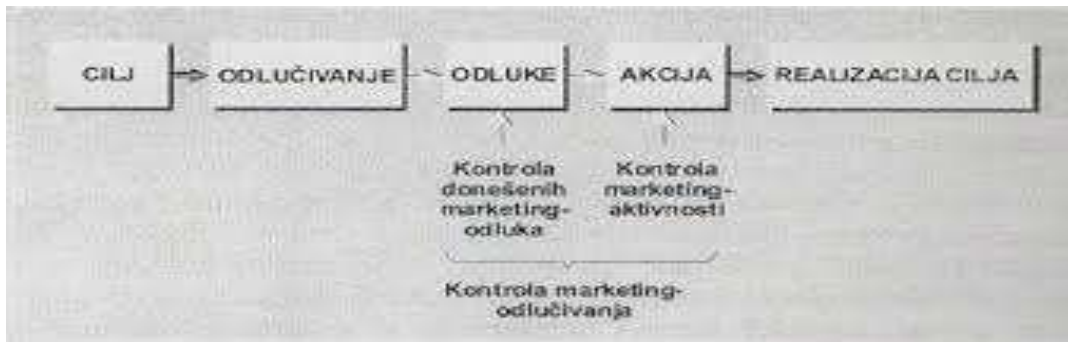 CILJ
ODLUČIVANJE
ODLUKE
AKCIJA
REALIZACIJA CILJA
Kontrola
donešenih
marketing-
odluka
Kontrola
marketing-
aktivnosti
Kontrola marketing-
odlučivanja